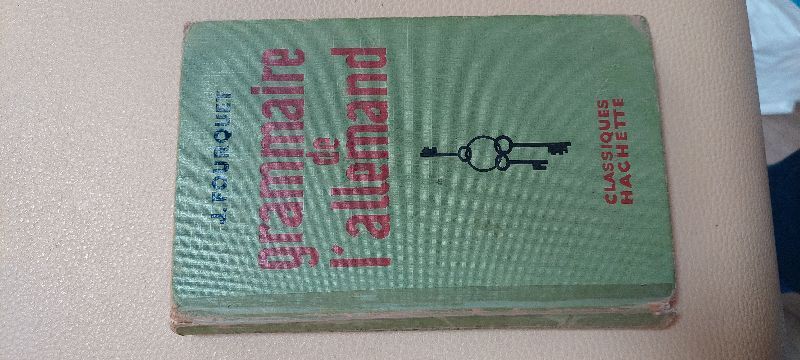 J. FOURQUET
grammaire
de
l'allemand
CLASSIQUES
HACHETTE